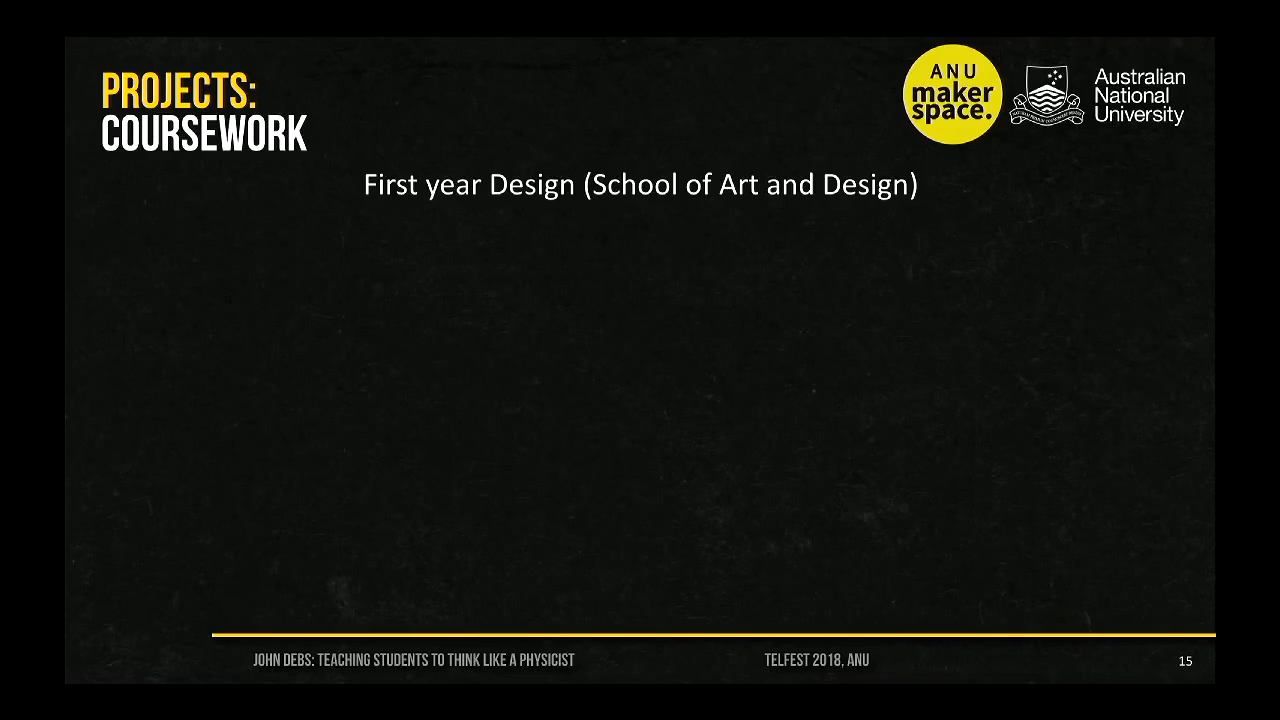 PROJECTS:
COURSEWORK
ANU
maker
space.
Australian
National
University
First year Design (School of Art and Design)
JOHN DEBS: TEACHING STUDENTS TO THINK LIKE A PHYSICIST
TELFEST 2018, ANU
15